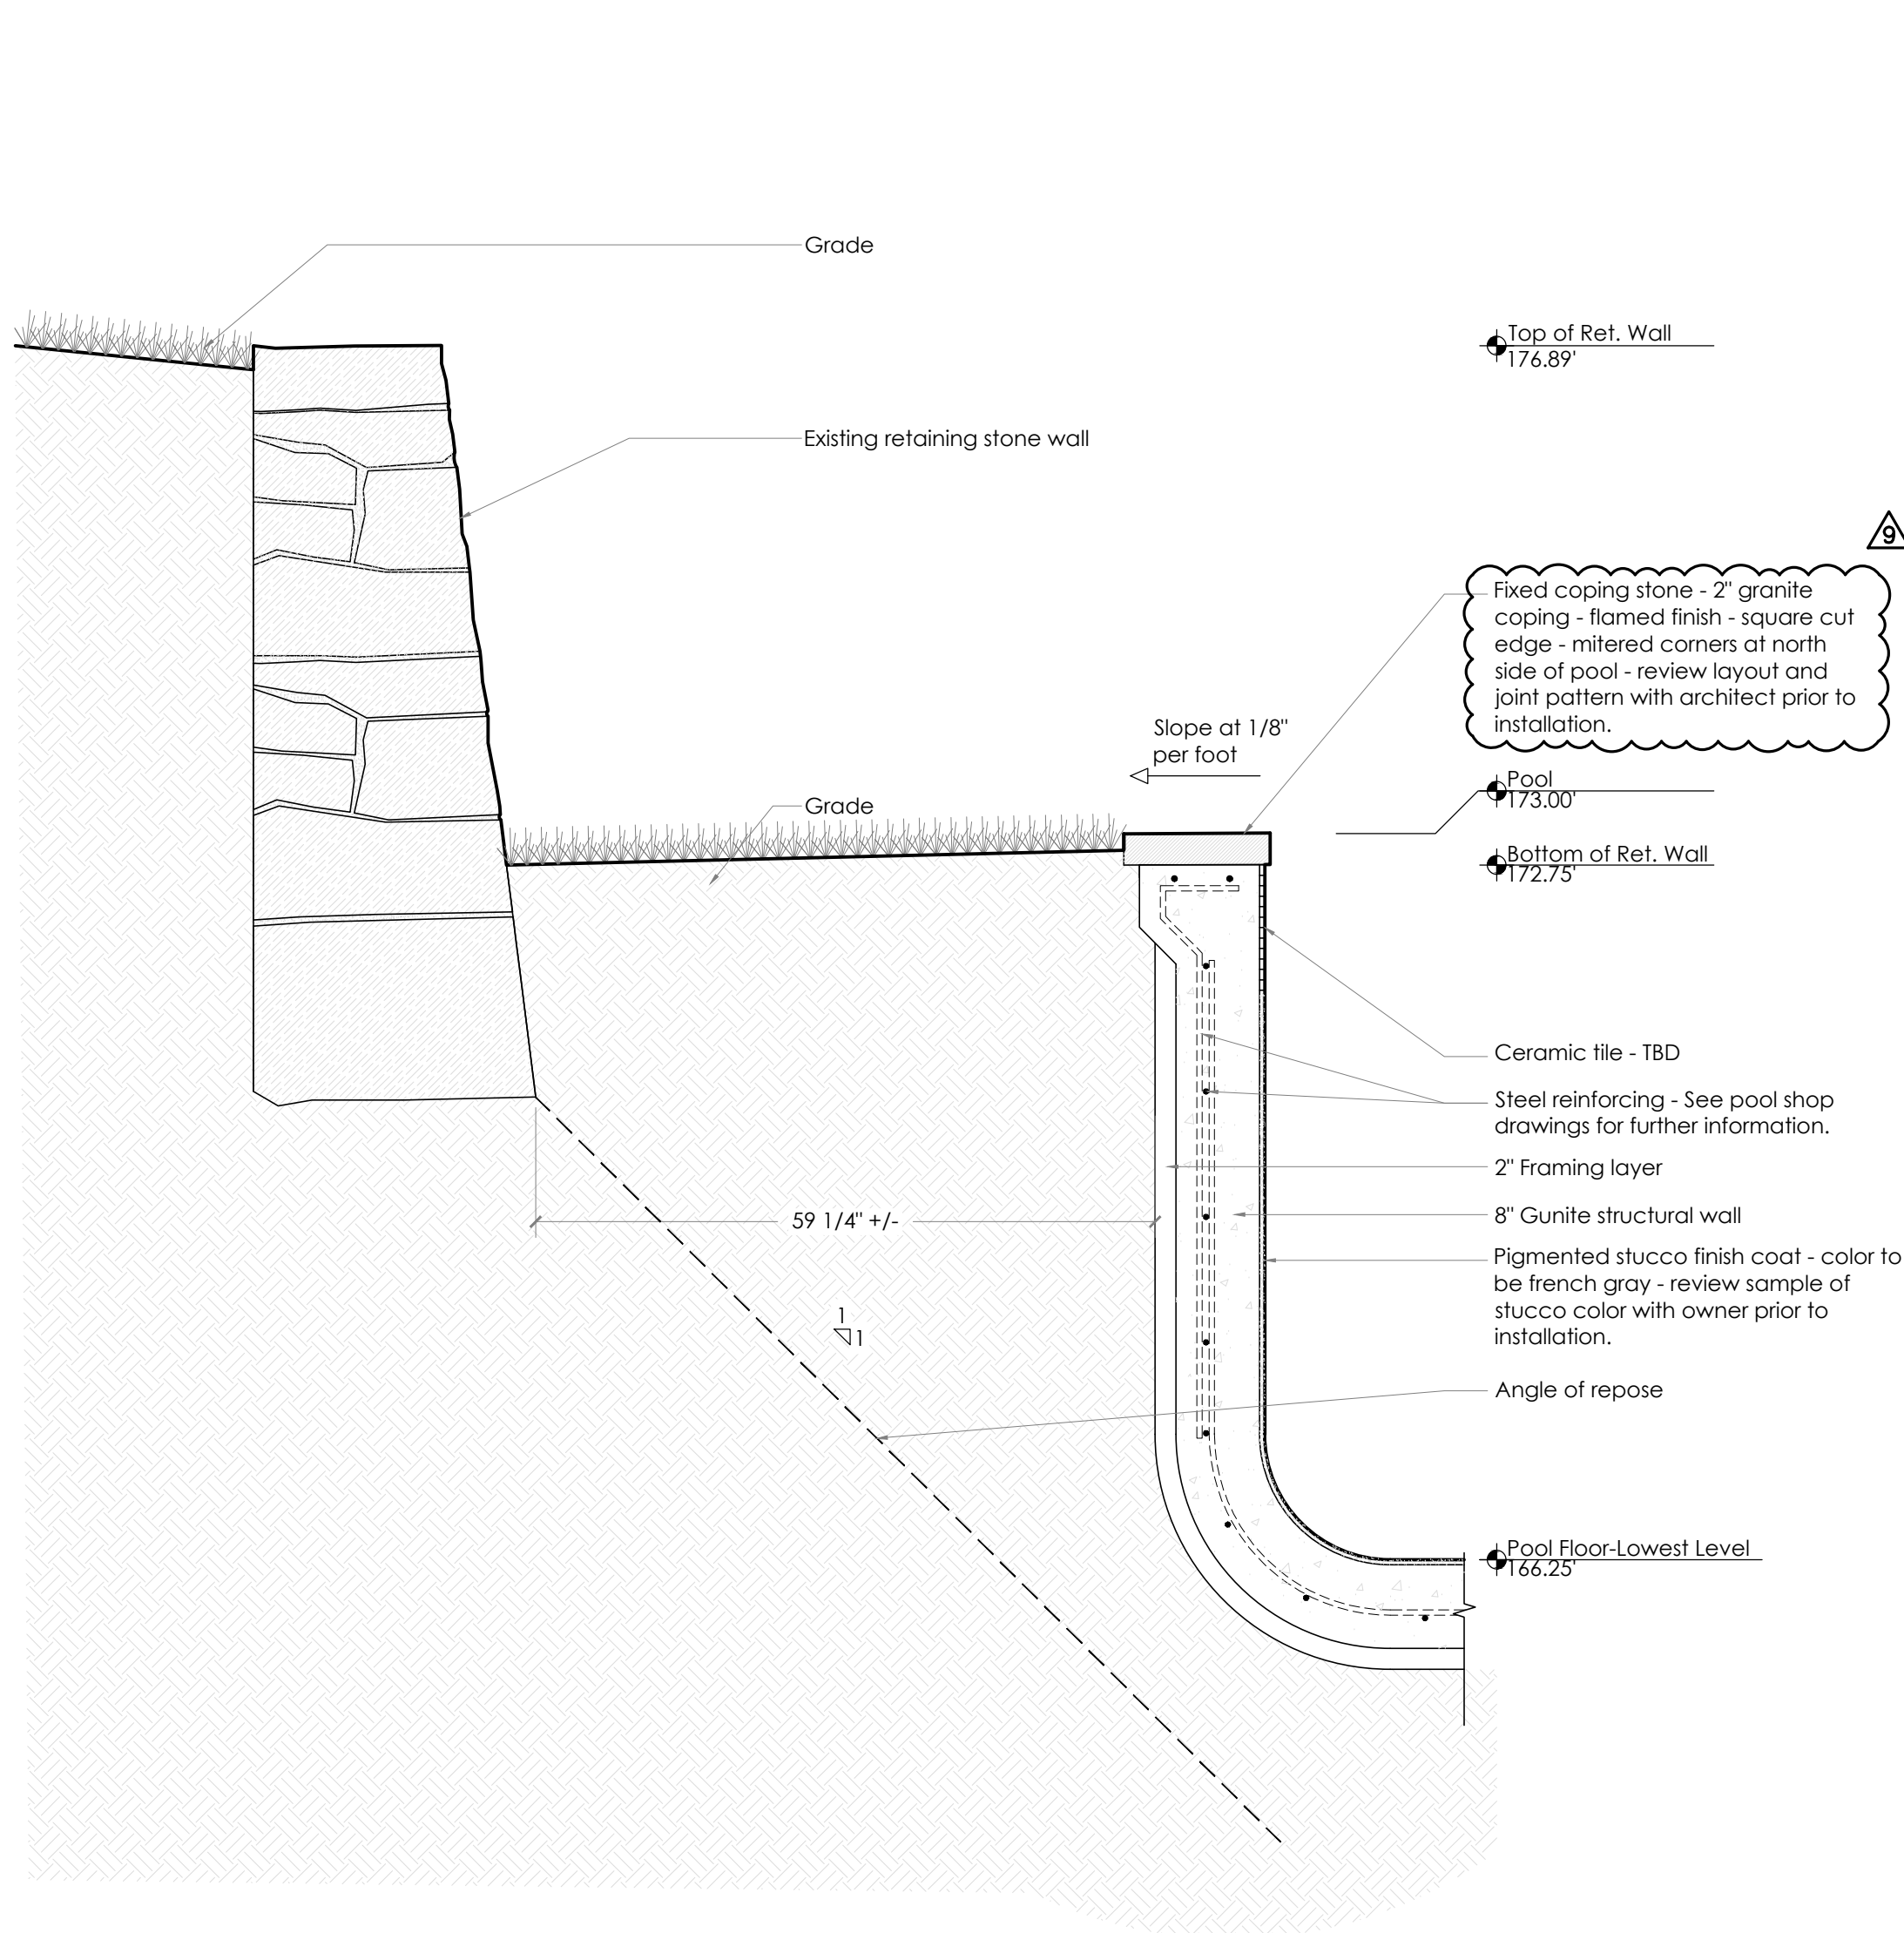 Grade
Top of Ret. Wall
176.89'
Existing retaining stone wall
9
Fixed coping stone - 2" granite
coping - flamed finish - square cut
edge - mitered corners at north
side of pool - review layout and
joint pattern with architect prior to
installation.
Slope at 1/8"
per foot
Pool
173.00'
Grade
Bottom of Ret. Wall
172.75'
Ceramic tile - TBD
Steel reinforcing - See pool shop
drawings for further information.
2" Framing layer
59 1/4" +/-
8" Gunite structural wall
Pigmented stucco finish coat - color to
be french gray - review sample of
stucco color with owner prior to
installation.
1
1
Angle of repose
Pool Floor-Lowest Level
166.25'